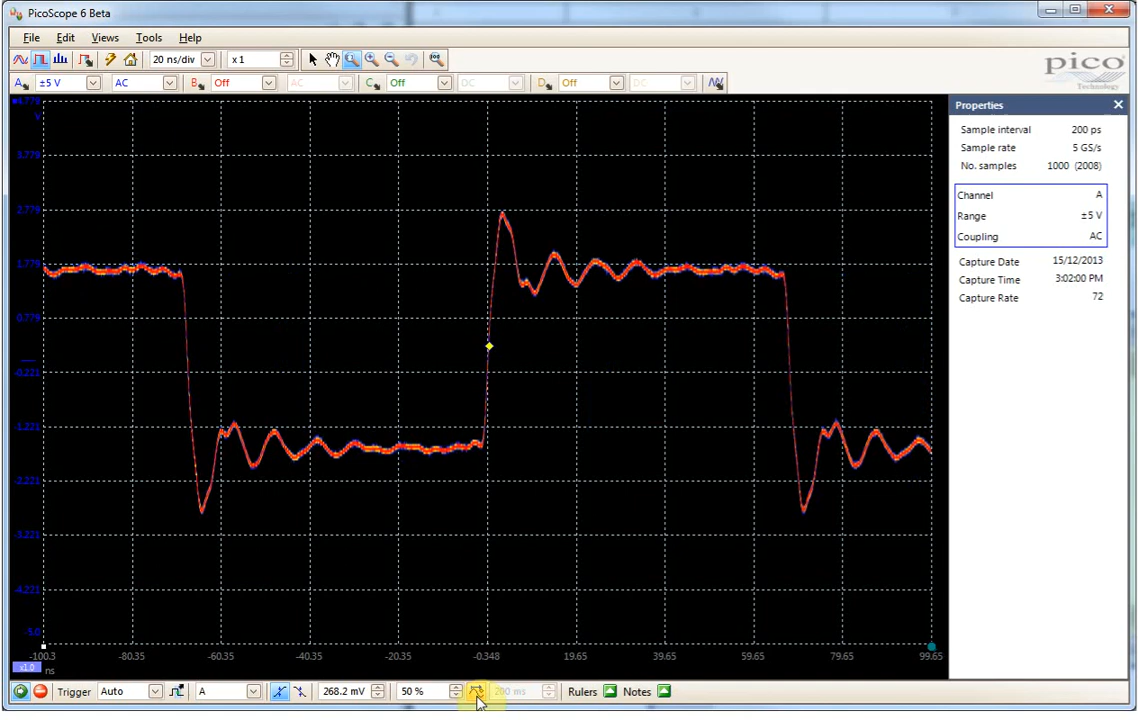 PicoScope 6 Beta
File Edit Views Tools Help
20 ns/div x 1
pico
Technology
A ±5 V AC B Off AC C Off DC D Off DC
4.779
V
3.779
2.779
1.779
0.779
-0.221
-1.221
-2.221
-3.221
-4.221
-5.0
-100.3 -80.35 -60.35 -40.35 -20.35 -0.348 19.65 39.65 59.65 79.65 99.65
x1.0 ns
Properties
Sample interval 200 ps
Sample rate 5 GS/s
No. samples 1000 (2008)
Channel A
Range ±5 V
Coupling AC
Capture Date 15/12/2013
Capture Time 3:02:00 PM
Capture Rate 72
Trigger Auto A 268.2 mV 50 % 200 ms Rulers Notes